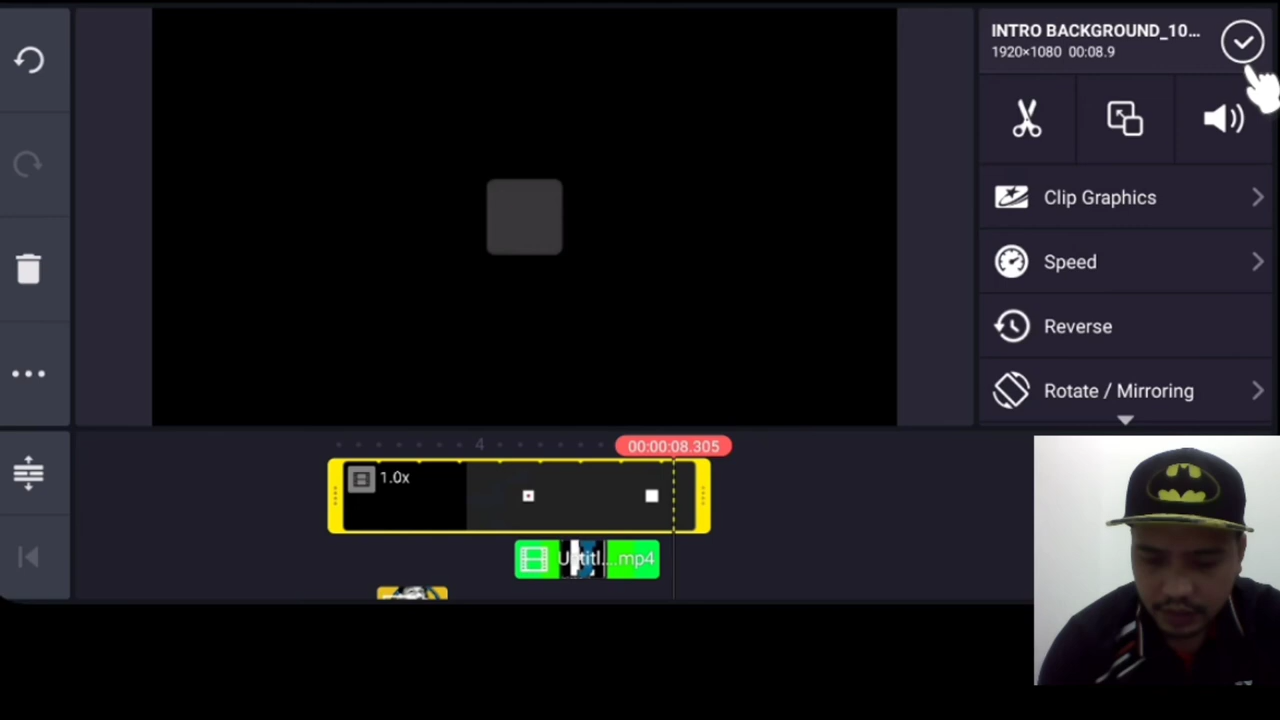 INTRO BACKGROUND_10...
1920×1080 00:08.9
Clip Graphics
Speed
Reverse
Rotate / Mirroring
4
00:00:08.305
1.0x
Untitl....mp4